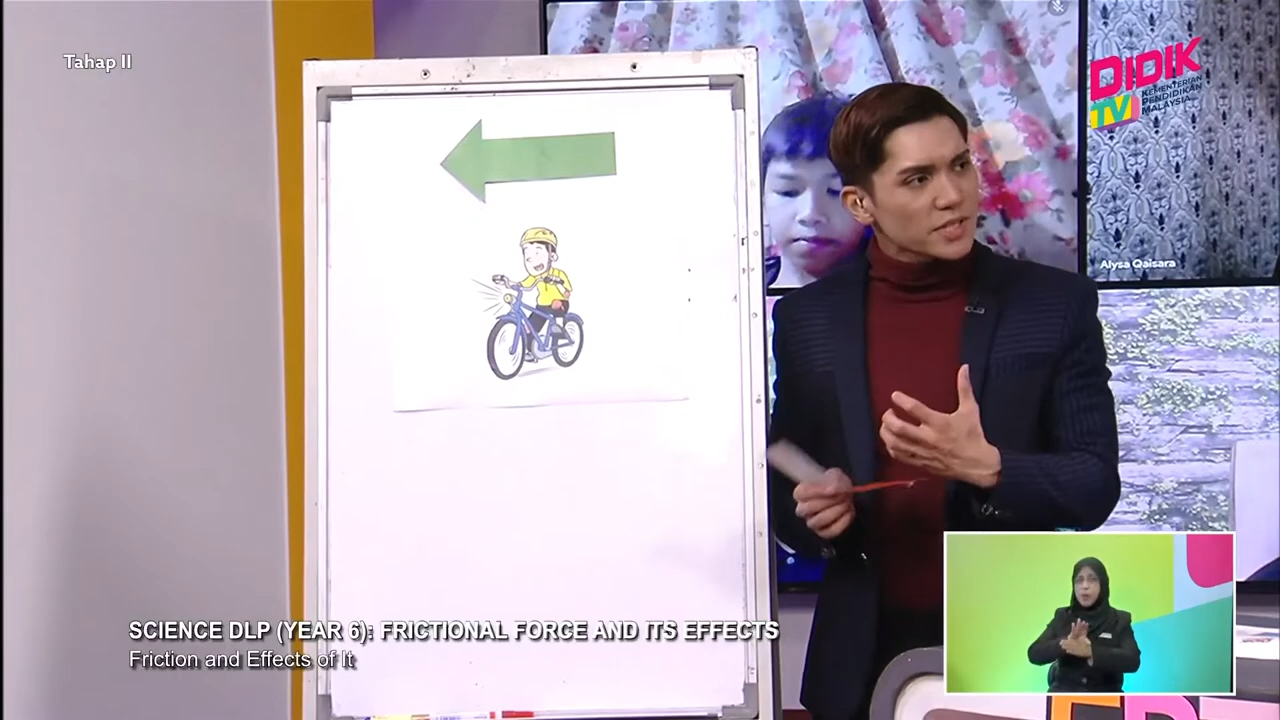 Tahap II
DIDIK
TV
KEMENTERIAN
PENDIDIKAN
MALAYSIA
Alysa Qaisara
SCIENCE DLP (YEAR 6): FRICTIONAL FORCE AND ITS EFFECTS
Friction and Effects of It